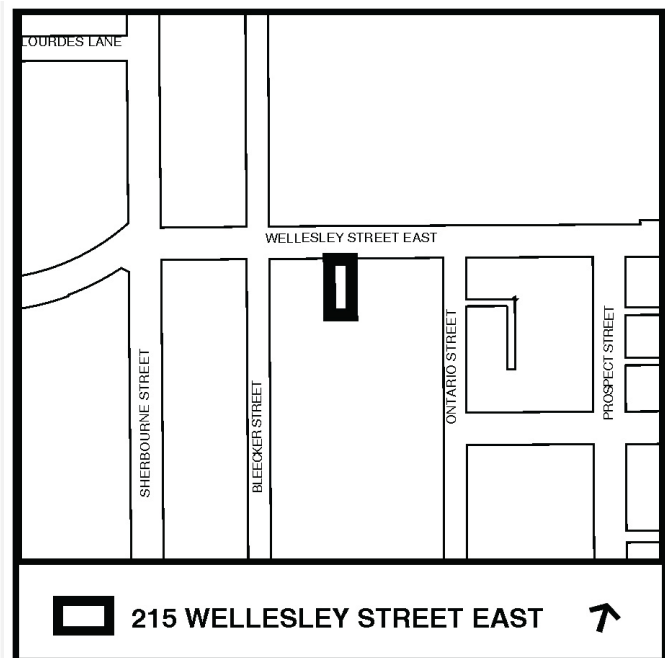 LOURDES LANE
WELLESLEY STREET EAST
SHERBOURNE STREET
BLEECKER STREET
ONTARIO STREET
PROSPECT STREET
215 WELLESLEY STREET EAST